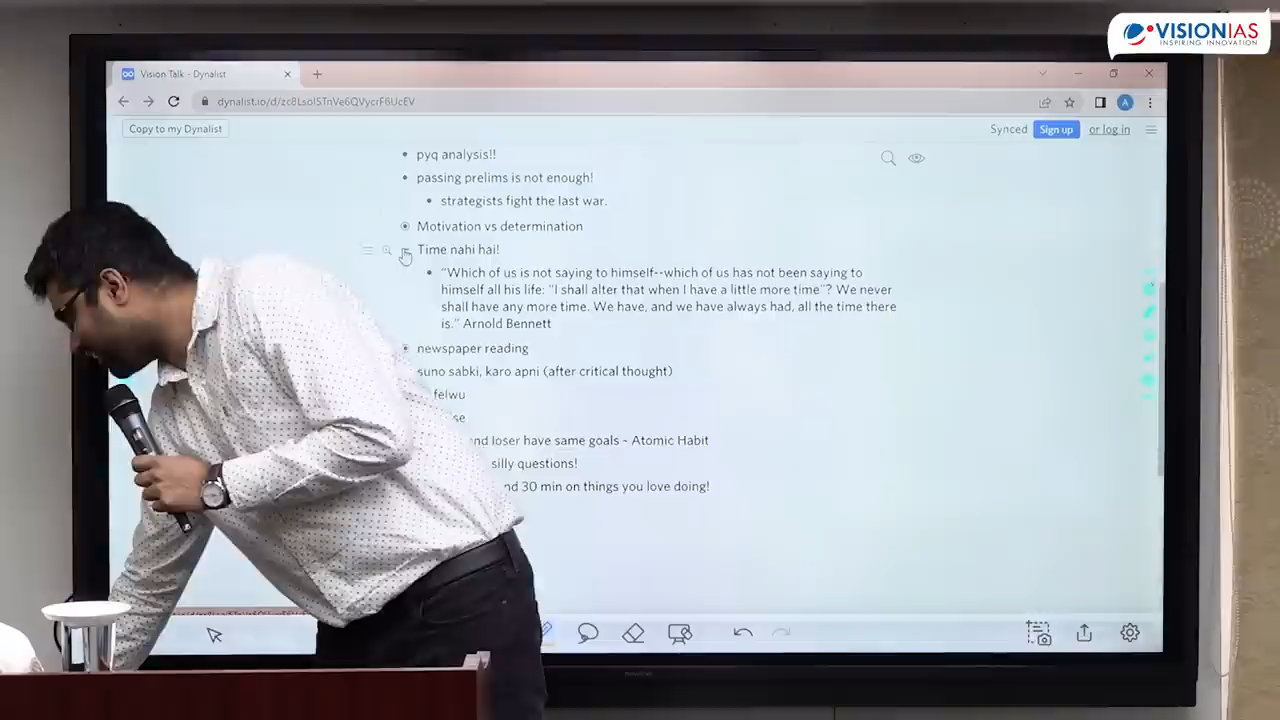 VISIONIAS
INSPIRING INNOVATION
Vision Talk - Dynalist
Copy to my Dynalist
Synced Sign up or log in
A
pyq analysis!!
passing prelims is not enough!
strategists fight the last war.
Motivation vs determination
Time nahi hai!
"Which of us is not saying to himself--which of us has not been saying to
himself all his life: "I shall alter that when I have a little more time"? We never
shall have any more time. We have, and we have always had, all the time there
is." Arnold Bennett
newspaper reading
suno sabki, karo apni (after critical thought)
felwu
and loser have same goals - Atomic Habit
silly questions!
30 min on things you love doing!